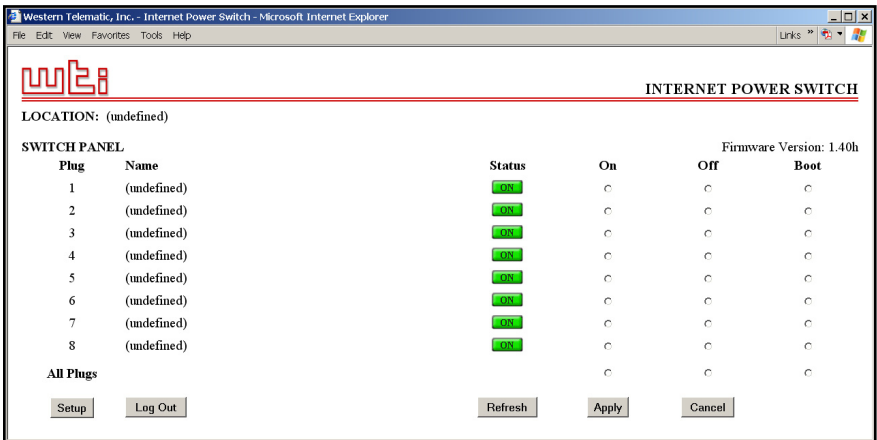 Western Telematic, Inc. - Internet Power Switch - Microsoft Internet Explorer
File Edit View Favorites Tools Help Links »
wti
INTERNET POWER SWITCH
LOCATION: (undefined)
SWITCH PANEL Firmware Version: 1.40h
Plug Name Status On Off Boot
1 (undefined) ON
2 (undefined) ON
3 (undefined) ON
4 (undefined) ON
5 (undefined) ON
6 (undefined) ON
7 (undefined) ON
8 (undefined) ON
All Plugs
Setup Log Out Refresh Apply Cancel